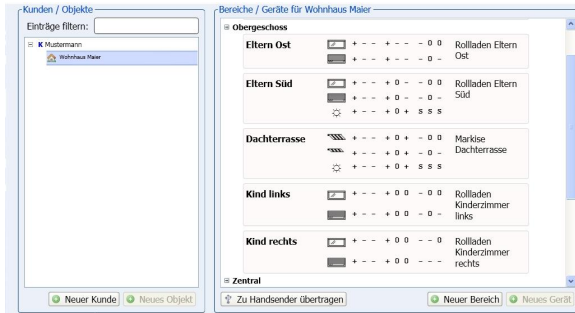 Kunden / Objekte
Einträge filtern:
K Mustermann
Wohnhaus Maier
Neuer Kunde
Neues Objekt
Bereiche / Geräte für Wohnhaus Maier
Obergeschoss
Eltern Ost + - - + - - - 0 0 Rollladen Eltern
+ - - + - - - 0 - Ost
Eltern Süd + - - + 0 - - 0 0 Rollladen Eltern
+ - - + 0 - - 0 - Süd
+ - - + 0 + S S S
Dachterrasse + - - + 0 + - 0 0 Markise
+ - - + 0 + - 0 - Dachterrasse
+ - - + 0 + S S S
Kind links + - - + 0 0 - 0 0 Rollladen
Kinderzimmer
+ - - + 0 0 - 0 - links
Kind rechts + - - + 0 0 - - 0 Rollladen
Kinderzimmer
+ - - + 0 0 - - - rechts
Zentral
Zu Handsender übertragen
Neuer Bereich
Neues Gerät